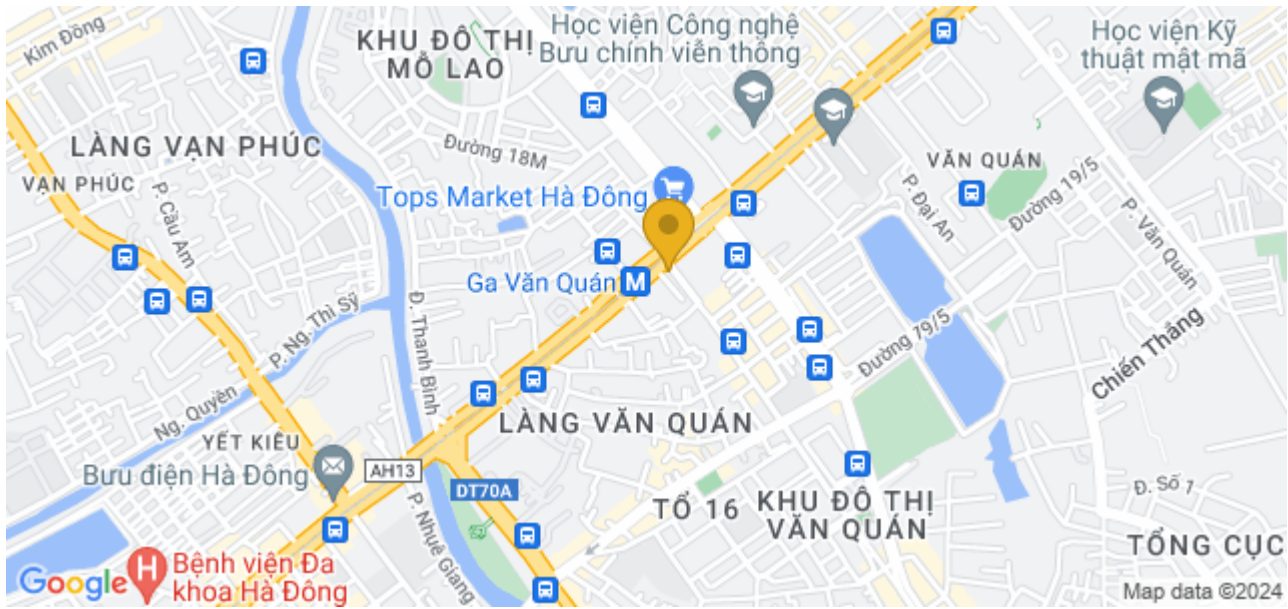 Kim Đồng
KHU ĐÔ THỊ
MỖ LAO
Học viện Công nghệ
Bưu chính viễn thông
Học viện Kỹ
thuật mật mã
LÀNG VẠN PHÚC
VẠN PHÚC
P. Cầu Am
Đường 18M
Tops Market Hà Đông
VĂN QUÁN
P. Đại An
Đường 19/5
P. Văn Quán
Ga Văn Quán
M
P. Ng. Thì Sỹ
Đ. Thanh Bình
Ng. Quyền
Đường 79/5
Chiến Thắng
LÀNG VĂN QUÁN
YẾT KIÊU
Bưu điện Hà Đông
AH13
DT70A
P. Nhuệ Giang
TỔ 16
KHU ĐÔ THỊ
VĂN QUÁN
Đ. Số 1
TỔNG CỤC
H
Bệnh viện Đa
khoa Hà Đông
Google
Map data ©2024